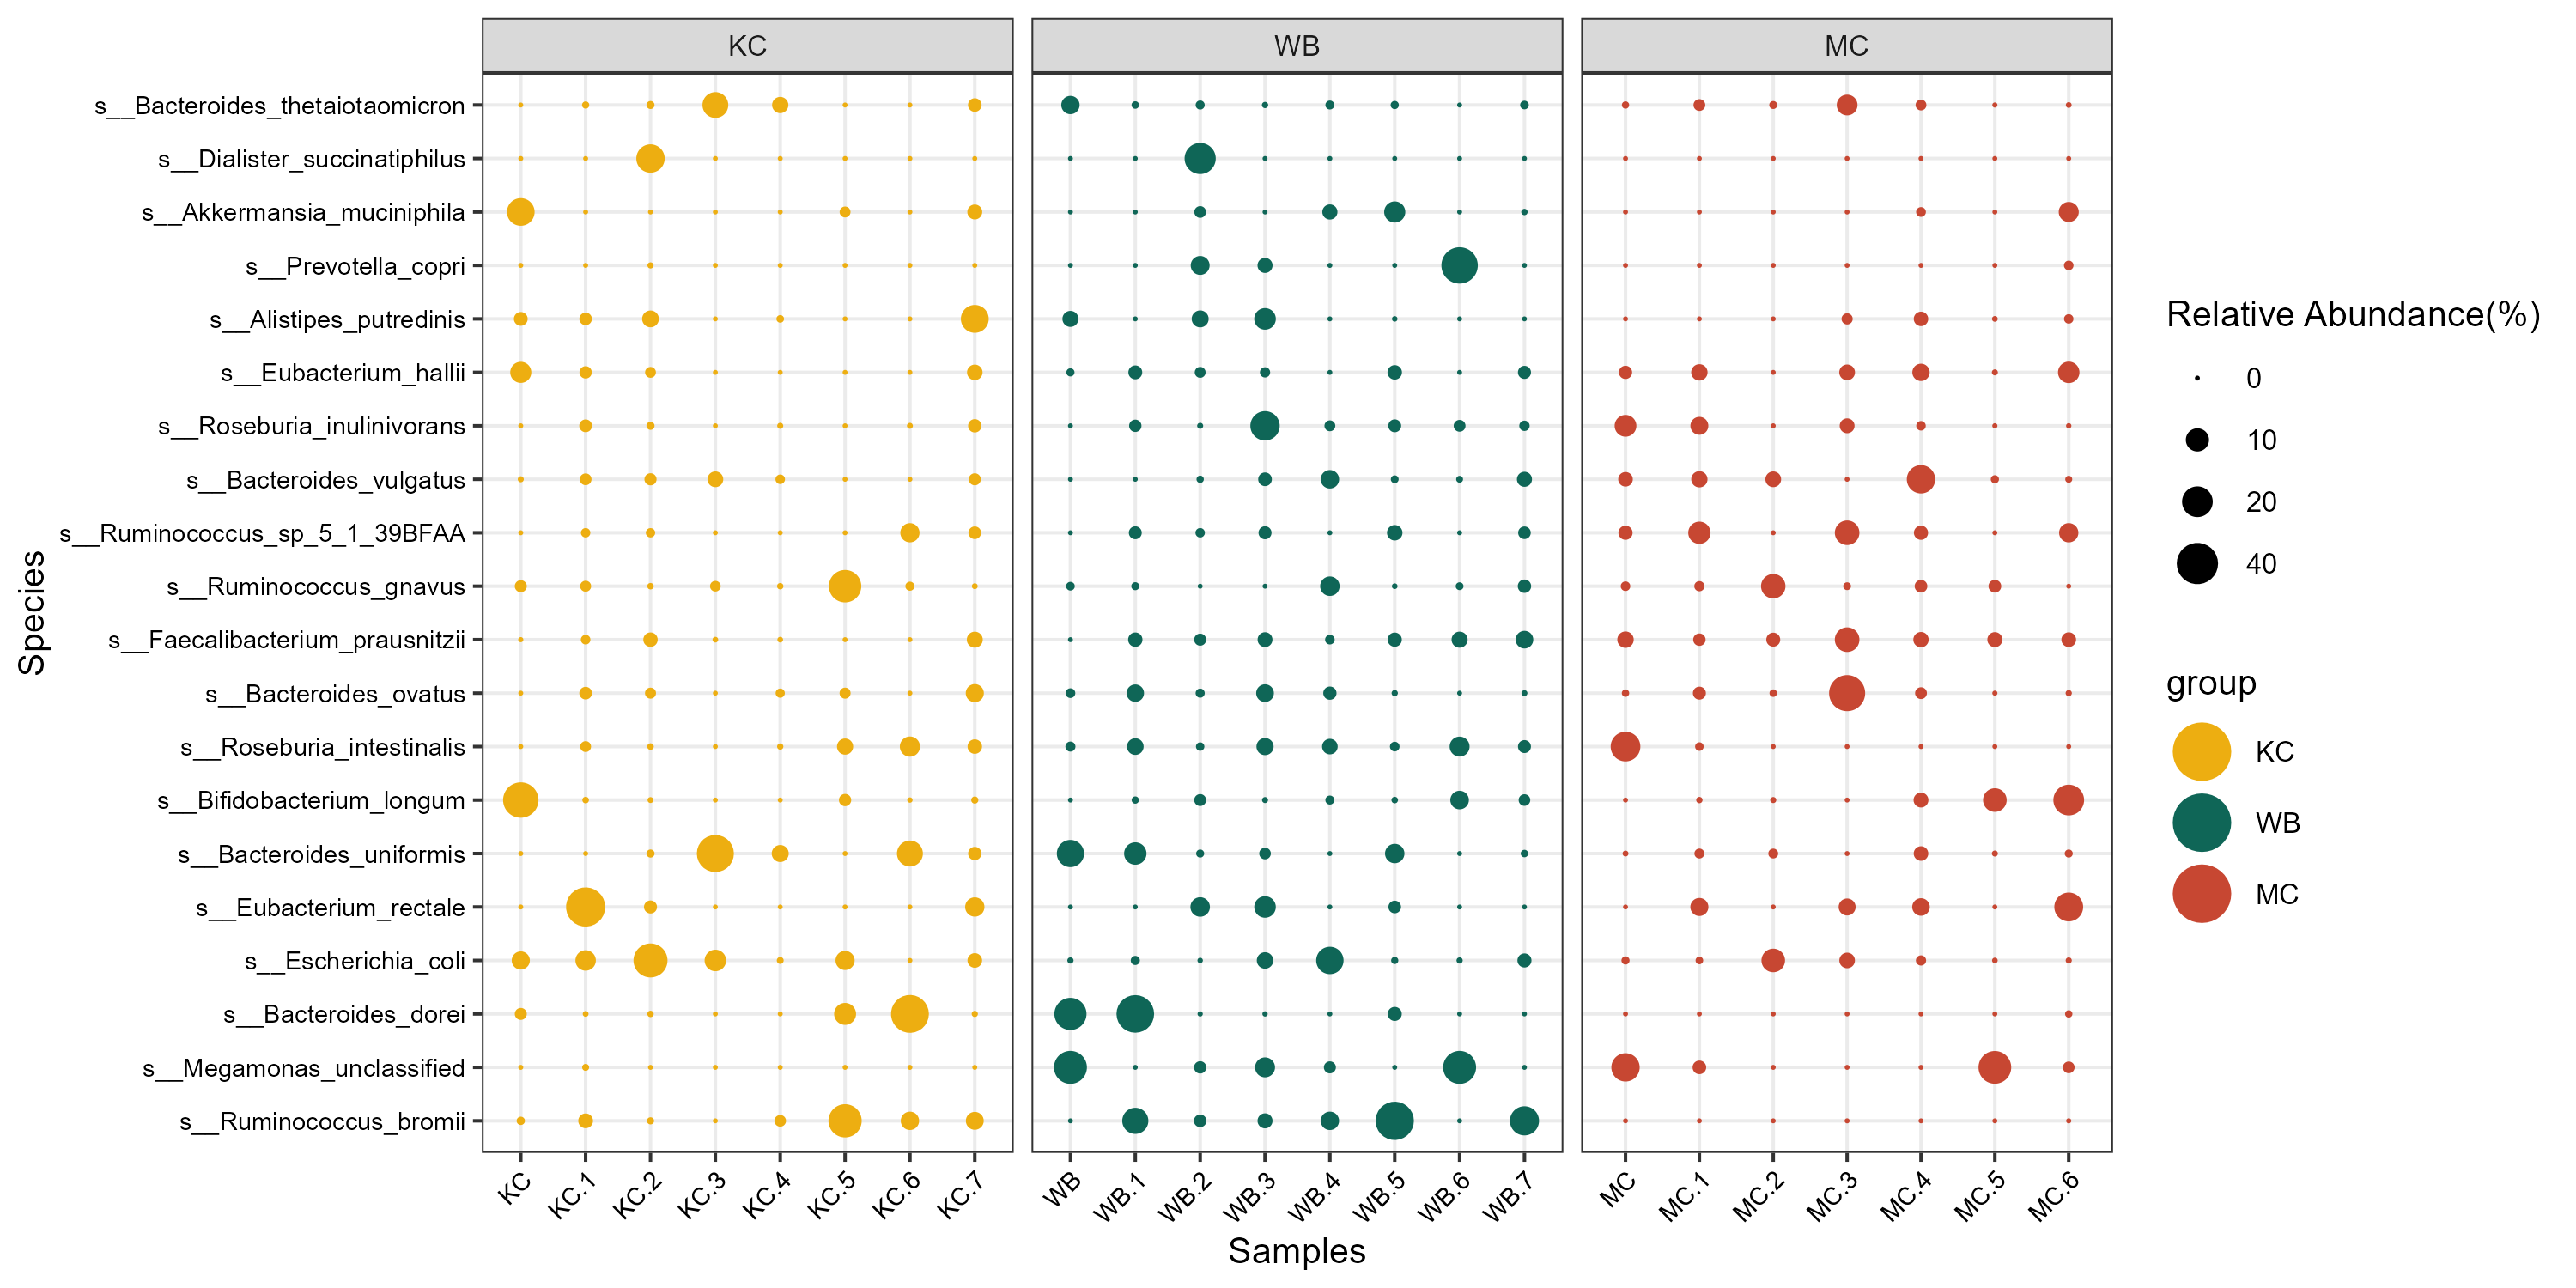 KC
WB
MC
s__Bacteroides_thetaiotaomicron
s__Dialister_succinatiphilus
s__Akkermansia_muciniphila
s__Prevotella_copri
s__Alistipes_putredinis
s__Eubacterium_hallii
s__Roseburia_inulinivorans
s__Bacteroides_vulgatus
s__Ruminococcus_sp_5_1_39BFAA
s__Ruminococcus_gnavus
s__Faecalibacterium_prausnitzii
s__Bacteroides_ovatus
s__Roseburia_intestinalis
s__Bifidobacterium_longum
s__Bacteroides_uniformis
s__Eubacterium_rectale
s__Escherichia_coli
s__Bacteroides_dorei
s__Megamonas_unclassified
s__Ruminococcus_bromii
Species
KC
KC.1
KC.2
KC.3
KC.4
KC.5
KC.6
KC.7
WB
WB.1
WB.2
WB.3
WB.4
WB.5
WB.6
WB.7
MC
MC.1
MC.2
MC.3
MC.4
MC.5
MC.6
Samples
Relative Abundance(%)
0
10
20
40
group
KC
WB
MC